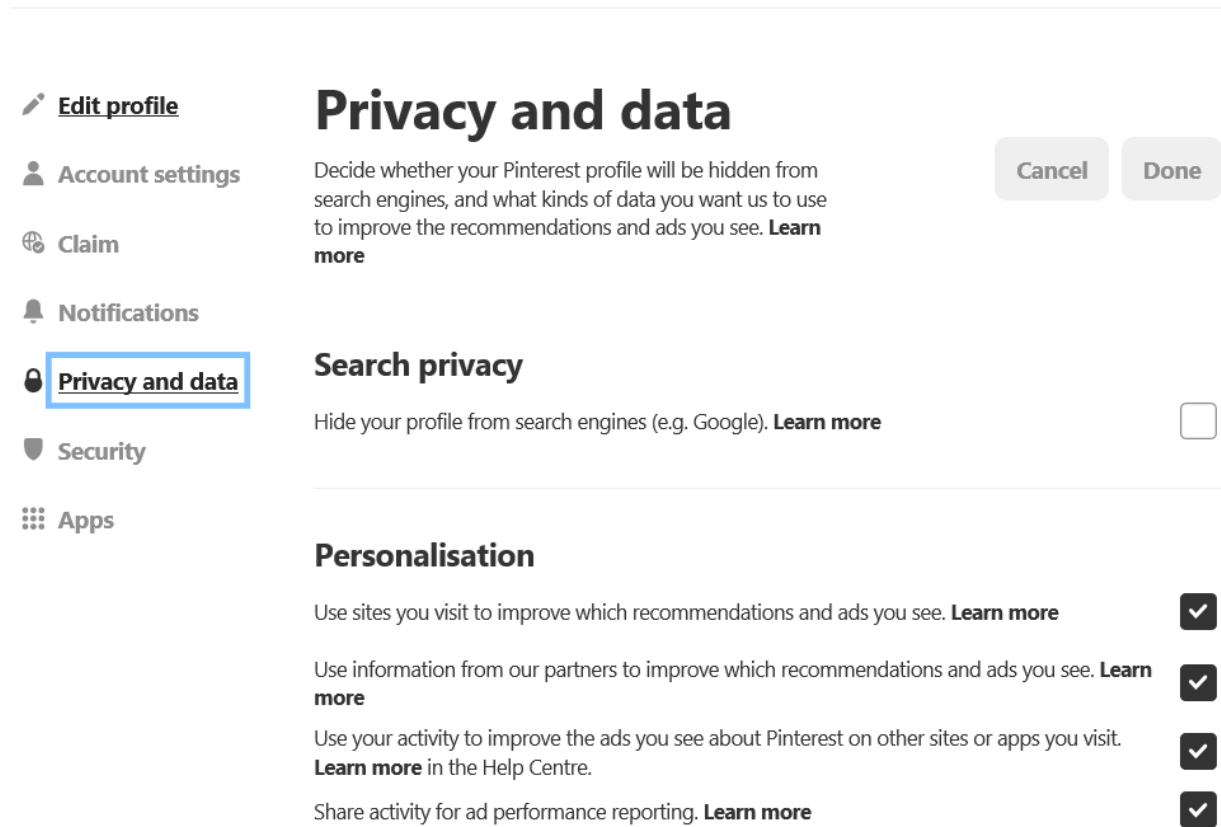 Edit profile
Account settings
Claim
Notifications
Privacy and data
Security
Apps
Privacy and data
Decide whether your Pinterest profile will be hidden from
search engines, and what kinds of data you want us to use
to improve the recommendations and ads you see. Learn
more
Cancel
Done
Search privacy
Hide your profile from search engines (e.g. Google). Learn more
Personalisation
Use sites you visit to improve which recommendations and ads you see. Learn more
Use information from our partners to improve which recommendations and ads you see. Learn
more
Use your activity to improve the ads you see about Pinterest on other sites or apps you visit.
Learn more in the Help Centre.
Share activity for ad performance reporting. Learn more